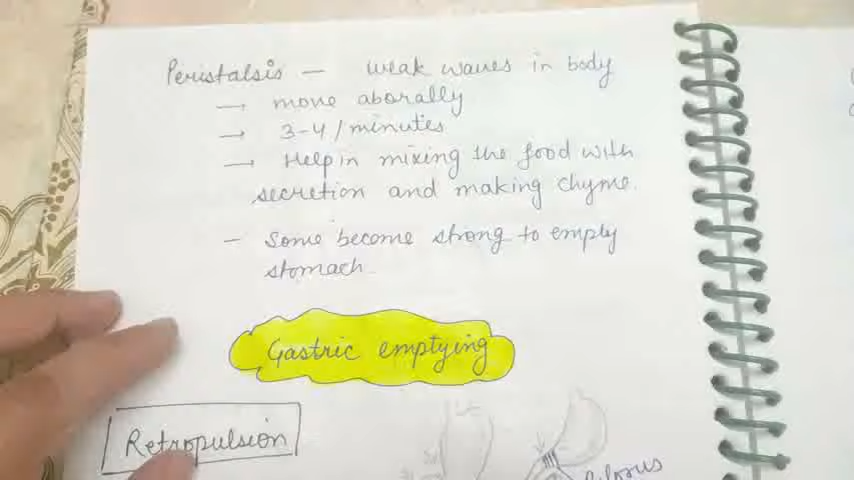 Peristalsis — weak waves in body
→ move aborally
→ 3-4/minutes
→ Help in mixing the food with
secretion and making chyme.
- Some become strong to empty
stomach.
Gastric emptying
Retropulsion
Pylorus